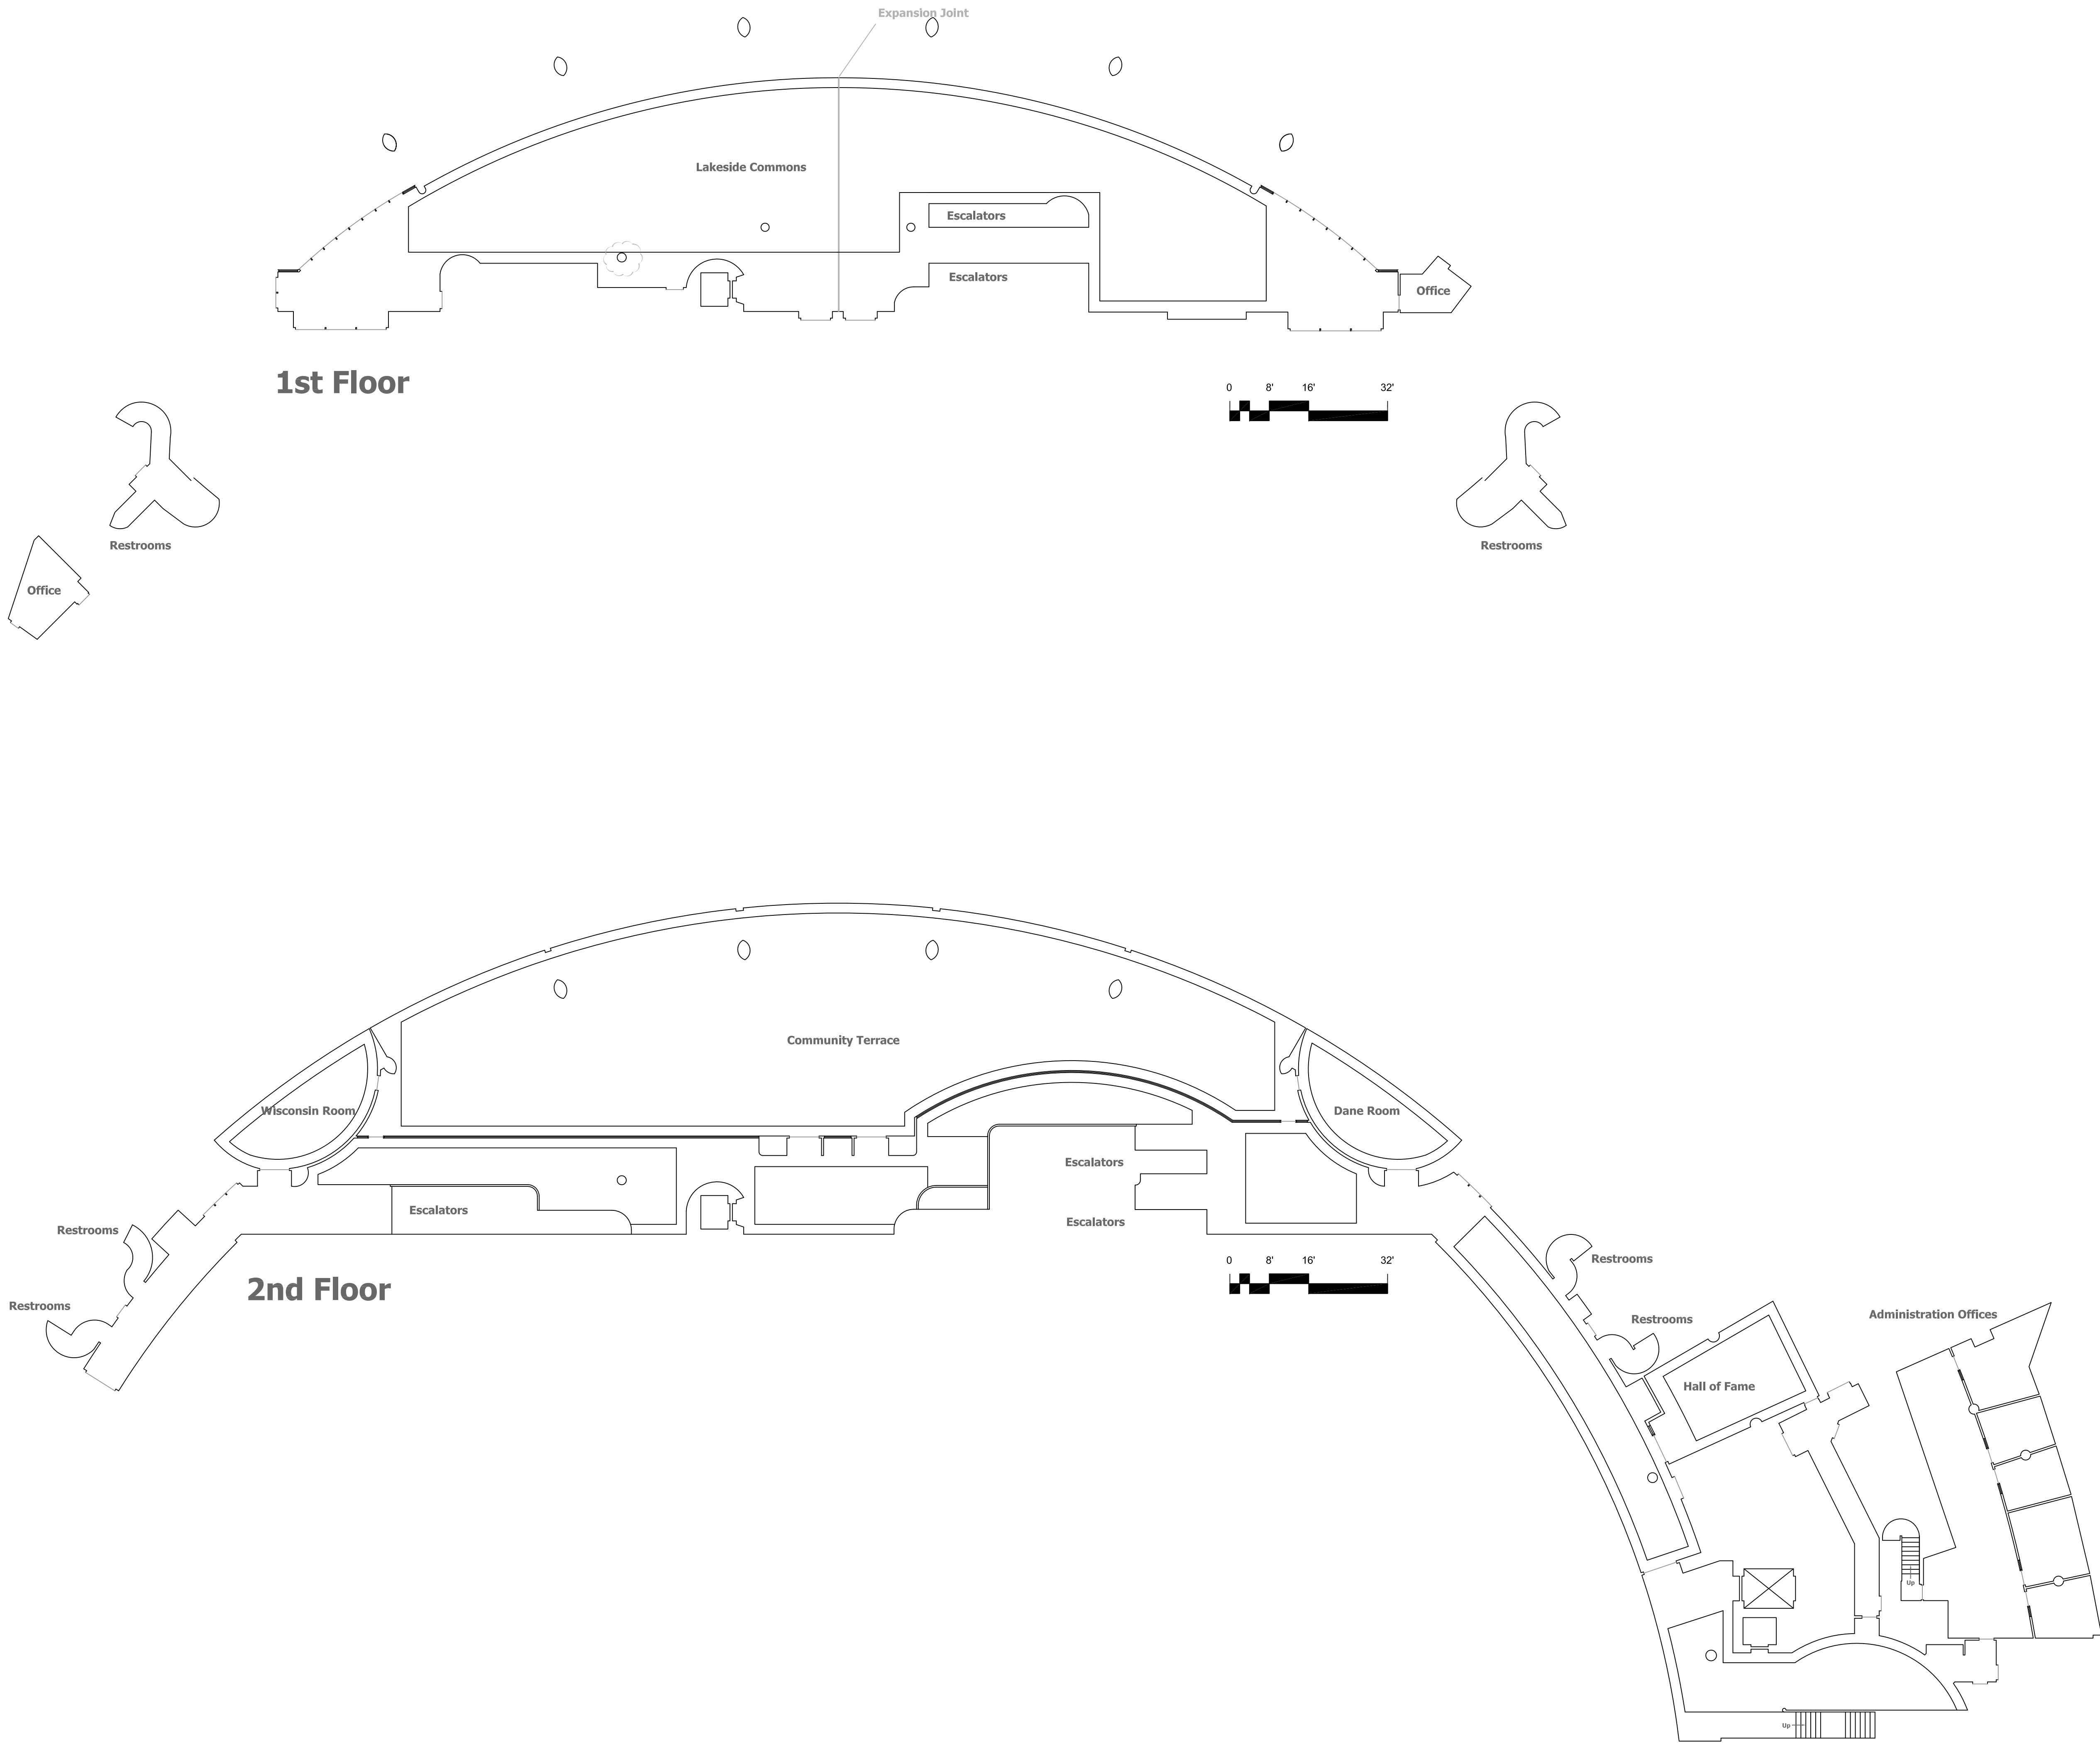 Expansion Joint
Lakeside Commons
Escalators
Escalators
Office
1st Floor
0 8' 16' 32'
Restrooms
Restrooms
Office
Community Terrace
Wisconsin Room
Dane Room
Escalators
Escalators
Escalators
Restrooms
Restrooms
2nd Floor
0 8' 16' 32'
Restrooms
Restrooms
Administration Offices
Hall of Fame
Up
Up